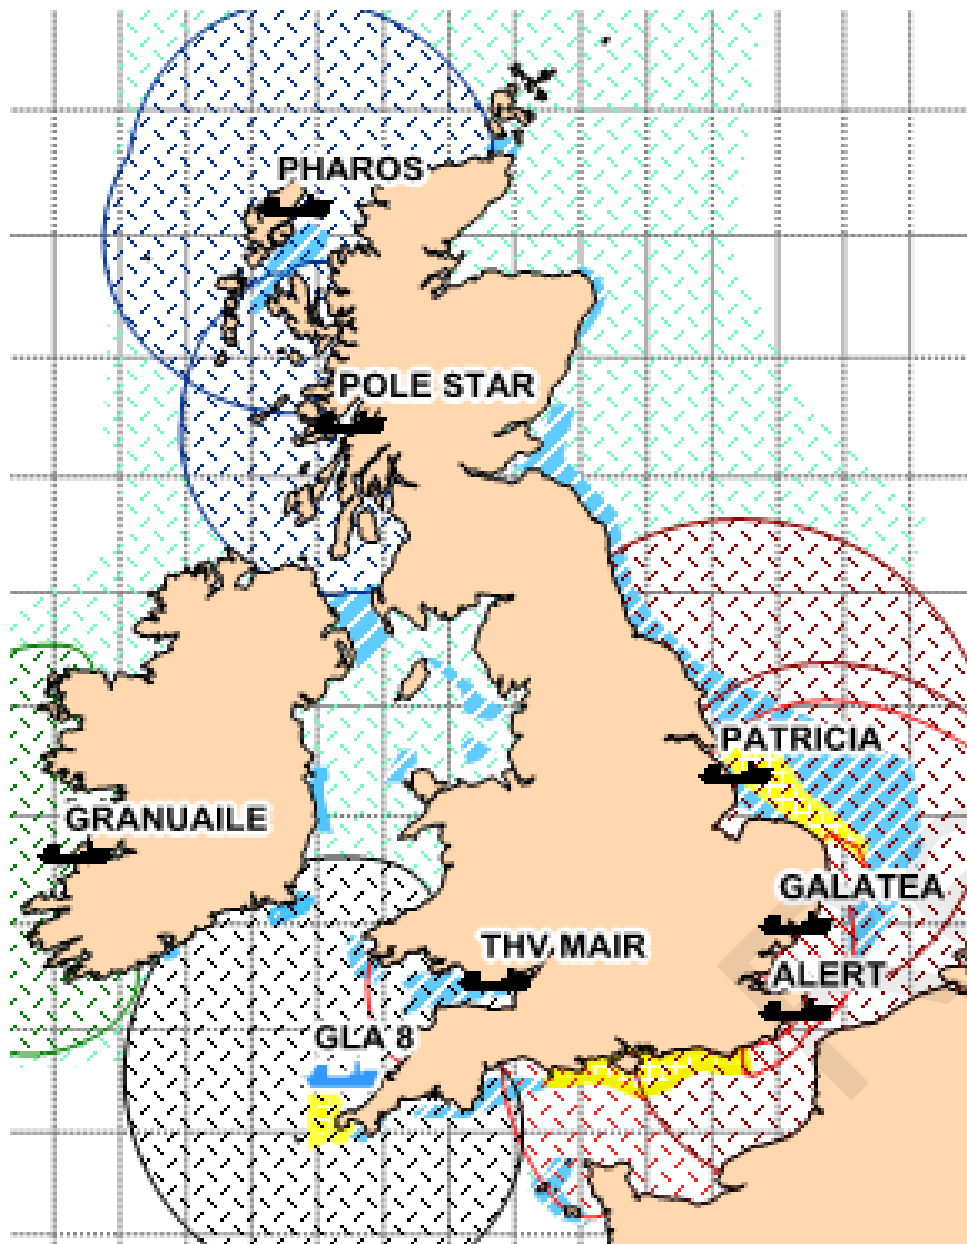 PHAROS
POLE STAR
PATRICIA
GRANUAILE
GALATEA
THV MAIR
ALERT
GLA 8